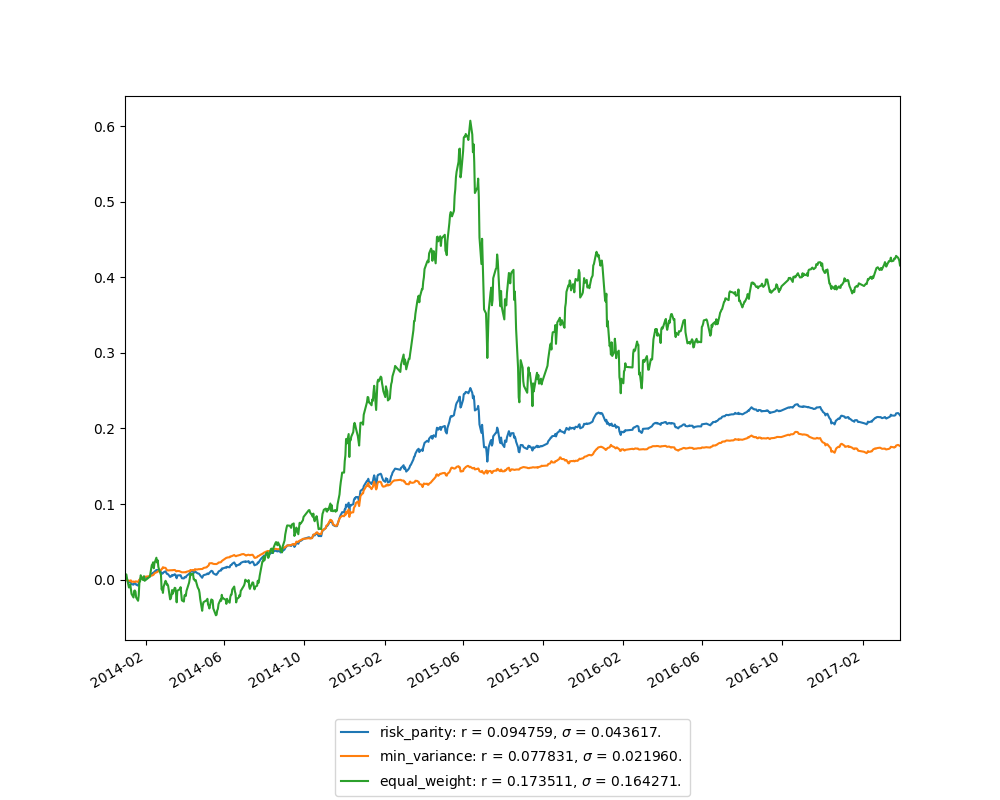 0.6
0.5
0.4
0.3
0.2
0.1
0.0
2014-02 2014-06 2014-10 2015-02 2015-06 2015-10 2016-02 2016-06 2016-10 2017-02
risk_parity: r = 0.094759, σ = 0.043617.
min_variance: r = 0.077831, σ = 0.021960.
equal_weight: r = 0.173511, σ = 0.164271.